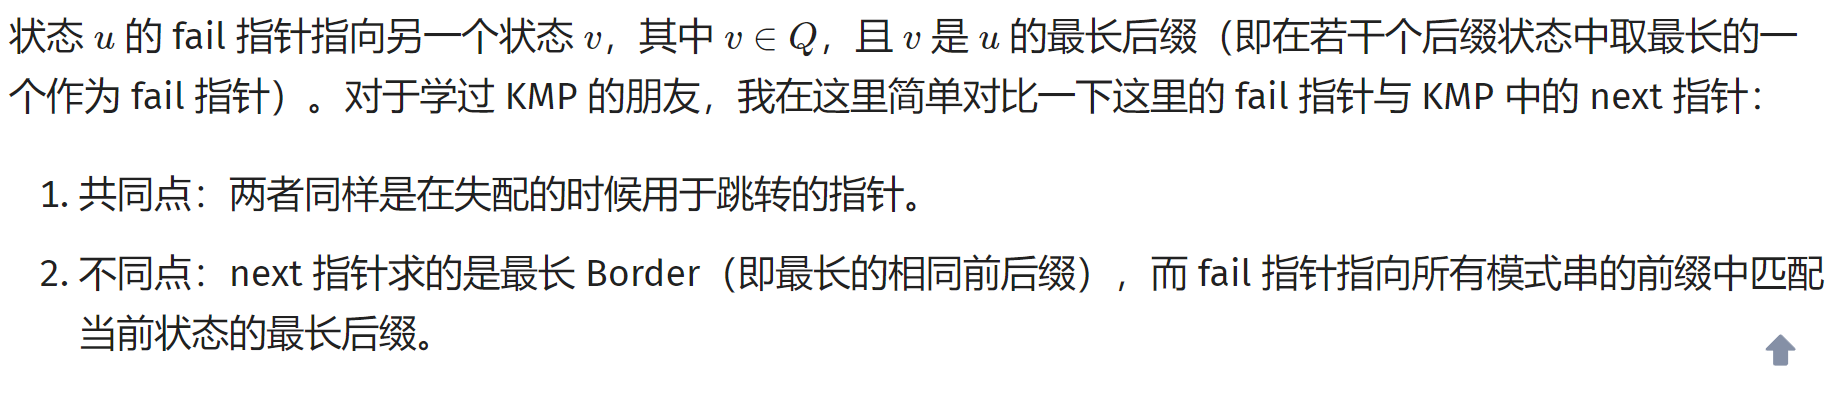 状态 u 的 fail 指针指向另一个状态 v，其中 v ∈ Q，且 v 是 u 的最长后缀（即在若干个后缀状态中取最长的一
个作为 fail 指针）。对于学过 KMP 的朋友，我在这里简单对比一下这里的 fail 指针与 KMP 中的 next 指针：
1. 共同点：两者同样是在失配的时候用于跳转的指针。
2. 不同点：next 指针求的是最长 Border（即最长的相同前后缀），而 fail 指针指向所有模式串的前缀中匹配
当前状态的最长后缀。